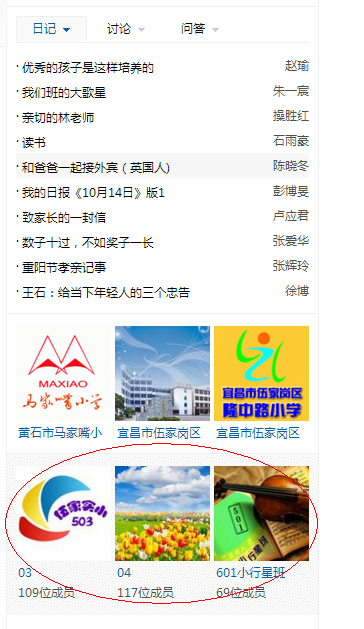 日记 讨论 问答
· 优秀的孩子是这样培养的 赵瑜
· 我们班的大歌星 朱一宸
· 亲切的林老师 操胜红
· 读书 石雨豪
· 和爸爸一起接外宾（英国人) 陈晓冬
· 我的日报《10月14日》版1 彭博旻
· 致家长的一封信 卢应君
· 数子十过，不如奖子一长 张爱华
· 重阳节孝亲记事 张辉玲
· 王石：给当下年轻人的三个忠告 徐博
MAXIAO
马家嘴小学
宜昌市伍家岗区
隆中路小学
黄石市马家嘴小 宜昌市伍家岗区 宜昌市伍家岗区
伍家实小
503
501
601小行星班
03 04 601小行星班
109位成员 117位成员 69位成员